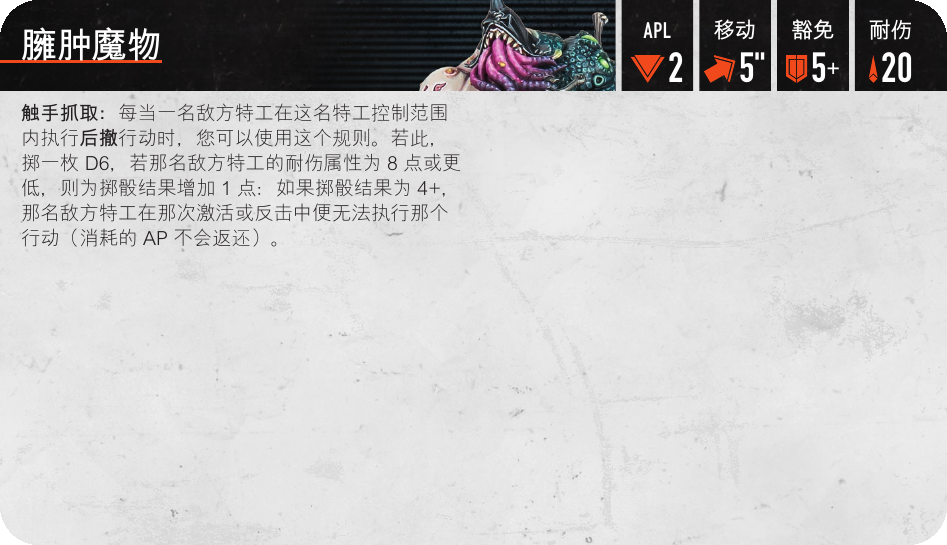 臃肿魔物
APL 移动 豁免 耐伤
2 5" 5+ 20
触手抓取：每当一名敌方特工在这名特工控制范围
内执行后撤行动时，您可以使用这个规则。若此，
掷一枚 D6，若那名敌方特工的耐伤属性为 8 点或更
低，则为掷骰结果增加 1 点：如果掷骰结果为 4+，
那名敌方特工在那次激活或反击中便无法执行那个
行动（消耗的 AP 不会返还）。